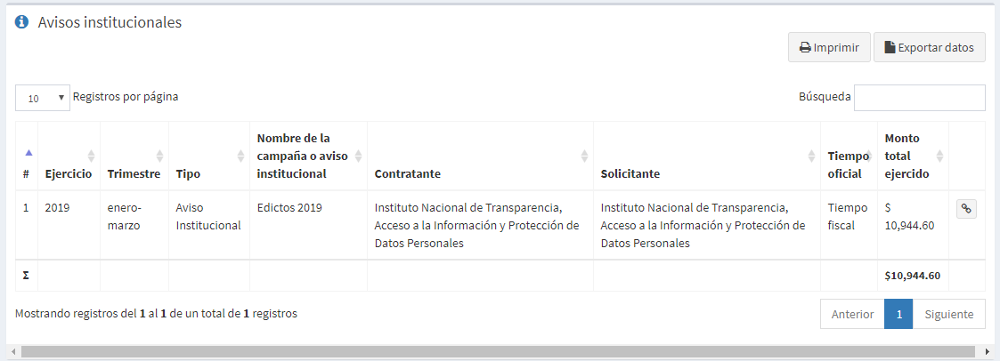 Avisos institucionales
Imprimir
Exportar datos
10
Registros por página
Búsqueda
#
Ejercicio
Trimestre
Tipo
Nombre de la
campaña o aviso
institucional
Contratante
Solicitante
Tiempo
oficial
Monto
total
ejercido
1
2019
enero-
marzo
Aviso
Institucional
Edictos 2019
Instituto Nacional de Transparencia,
Acceso a la Información y Protección de
Datos Personales
Instituto Nacional de Transparencia,
Acceso a la Información y Protección de
Datos Personales
Tiempo
fiscal
$
10,944.60
Σ
$10,944.60
Mostrando registros del 1 al 1 de un total de 1 registros
Anterior
1
Siguiente